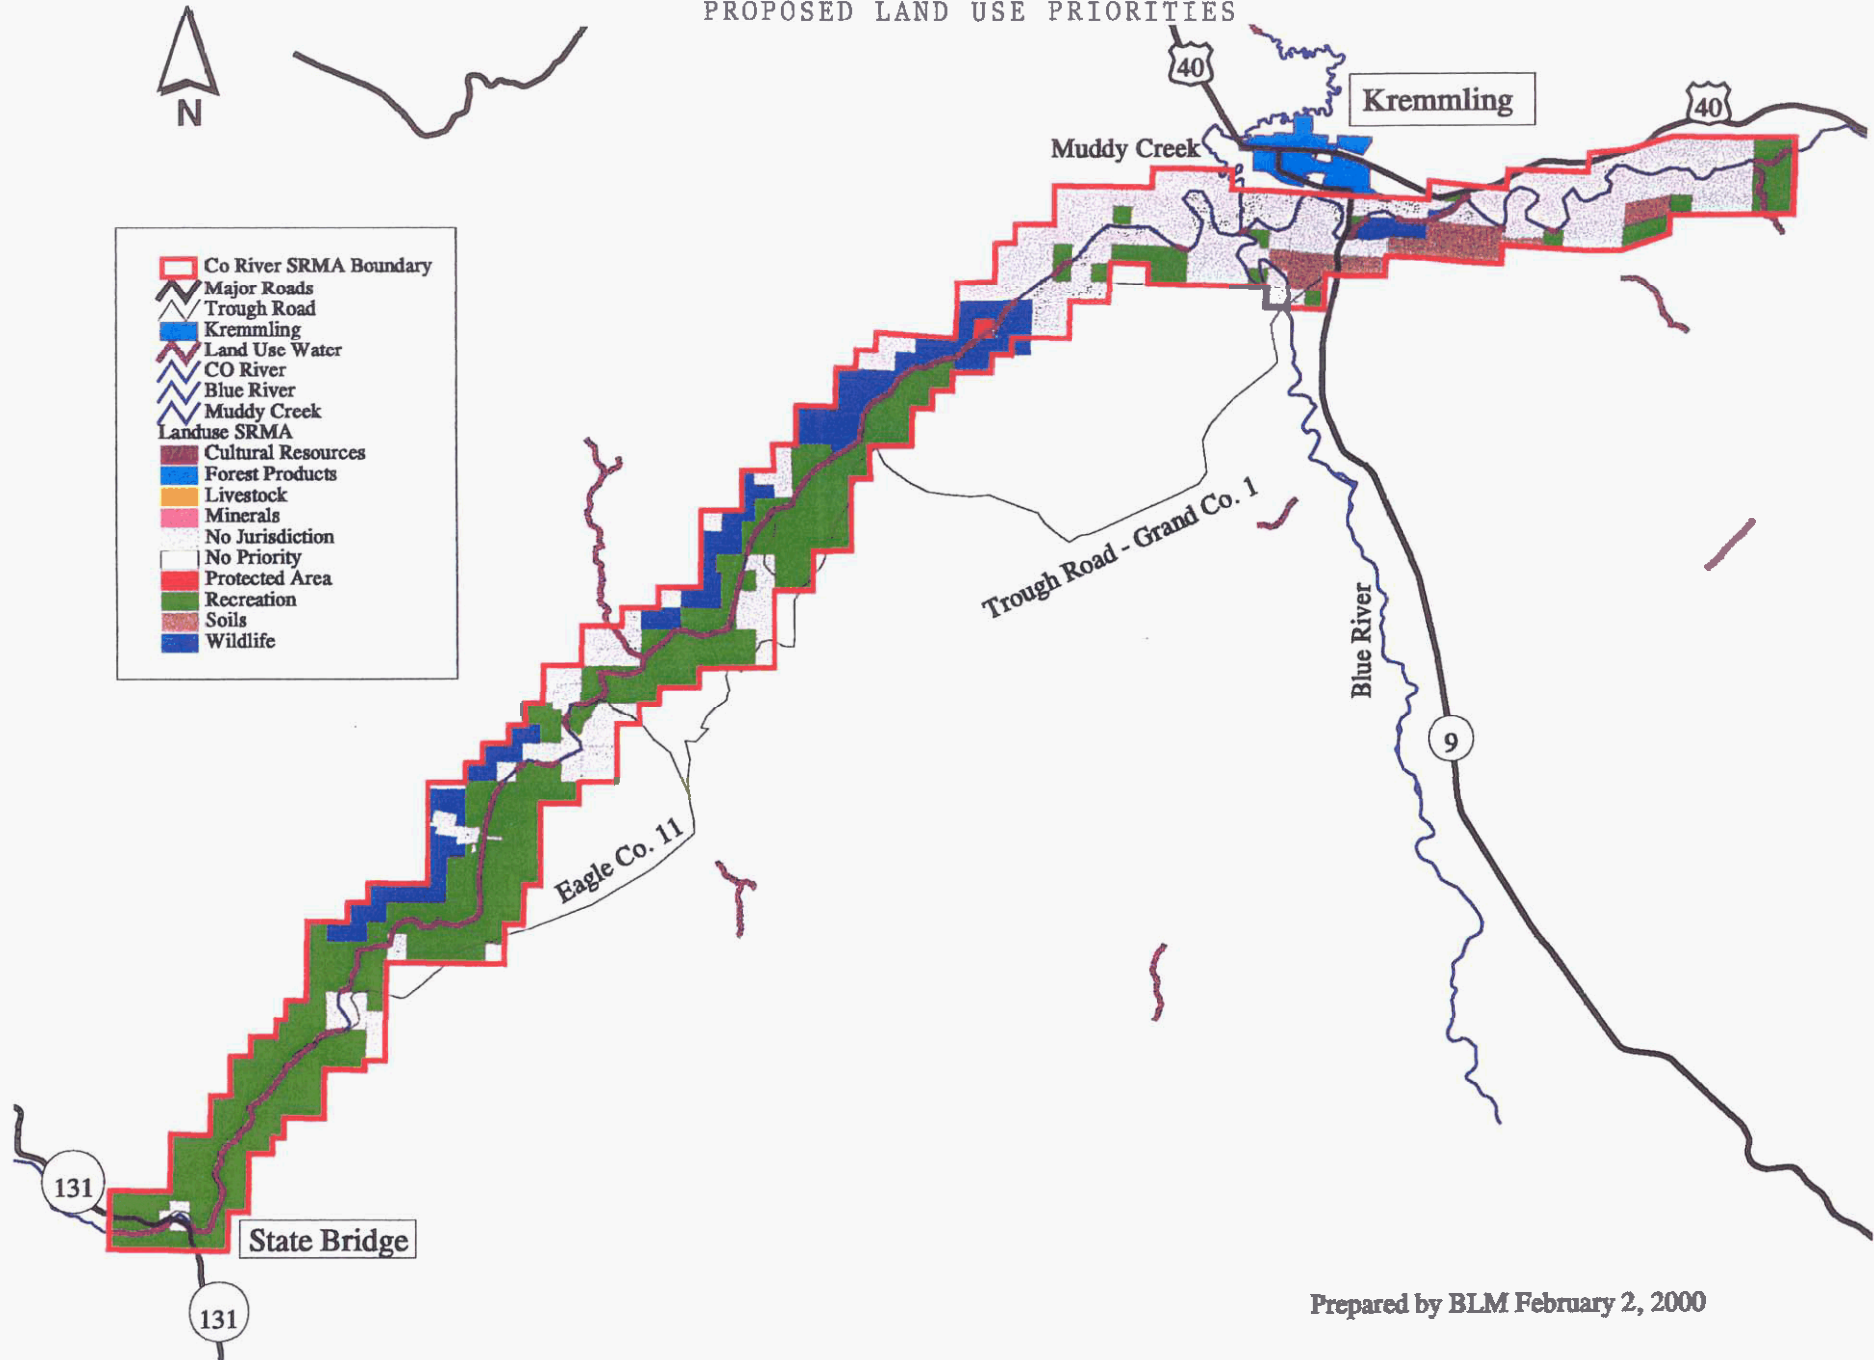 PROPOSED LAND USE PRIORITIES
N
40
Kremmling
40
Muddy Creek
Co River SRMA Boundary
Major Roads
Trough Road
Kremmling
Land Use Water
CO River
Blue River
Muddy Creek
Landuse SRMA
Cultural Resources
Forest Products
Livestock
Minerals
No Jurisdiction
No Priority
Protected Area
Recreation
Soils
Wildlife
Trough Road - Grand Co. 1
Blue River
9
Eagle Co. 11
131
State Bridge
131
Prepared by BLM February 2, 2000